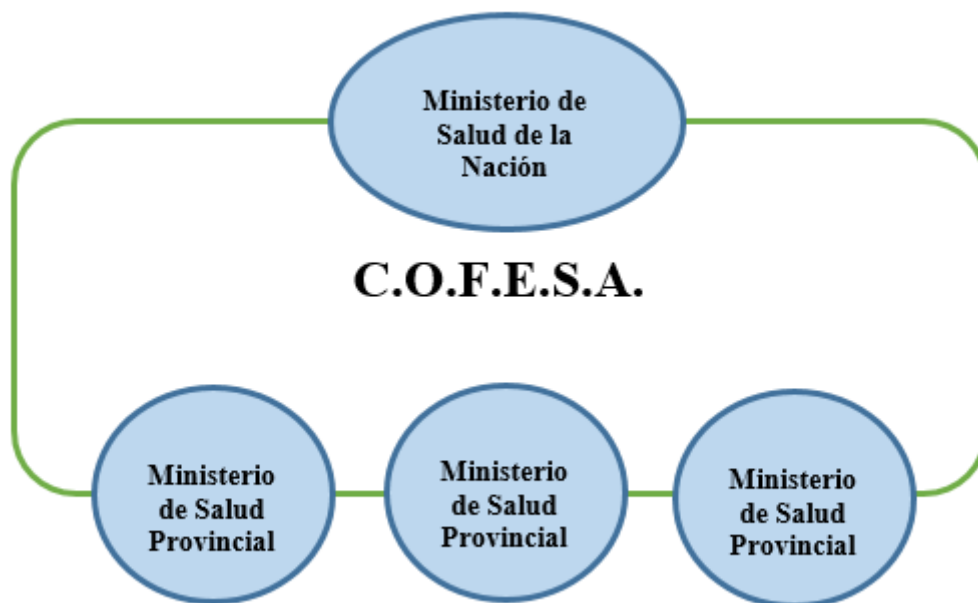 Ministerio de
Salud de la
Nación
C.O.F.E.S.A.
Ministerio
de Salud
Provincial
Ministerio
de Salud
Provincial
Ministerio
de Salud
Provincial